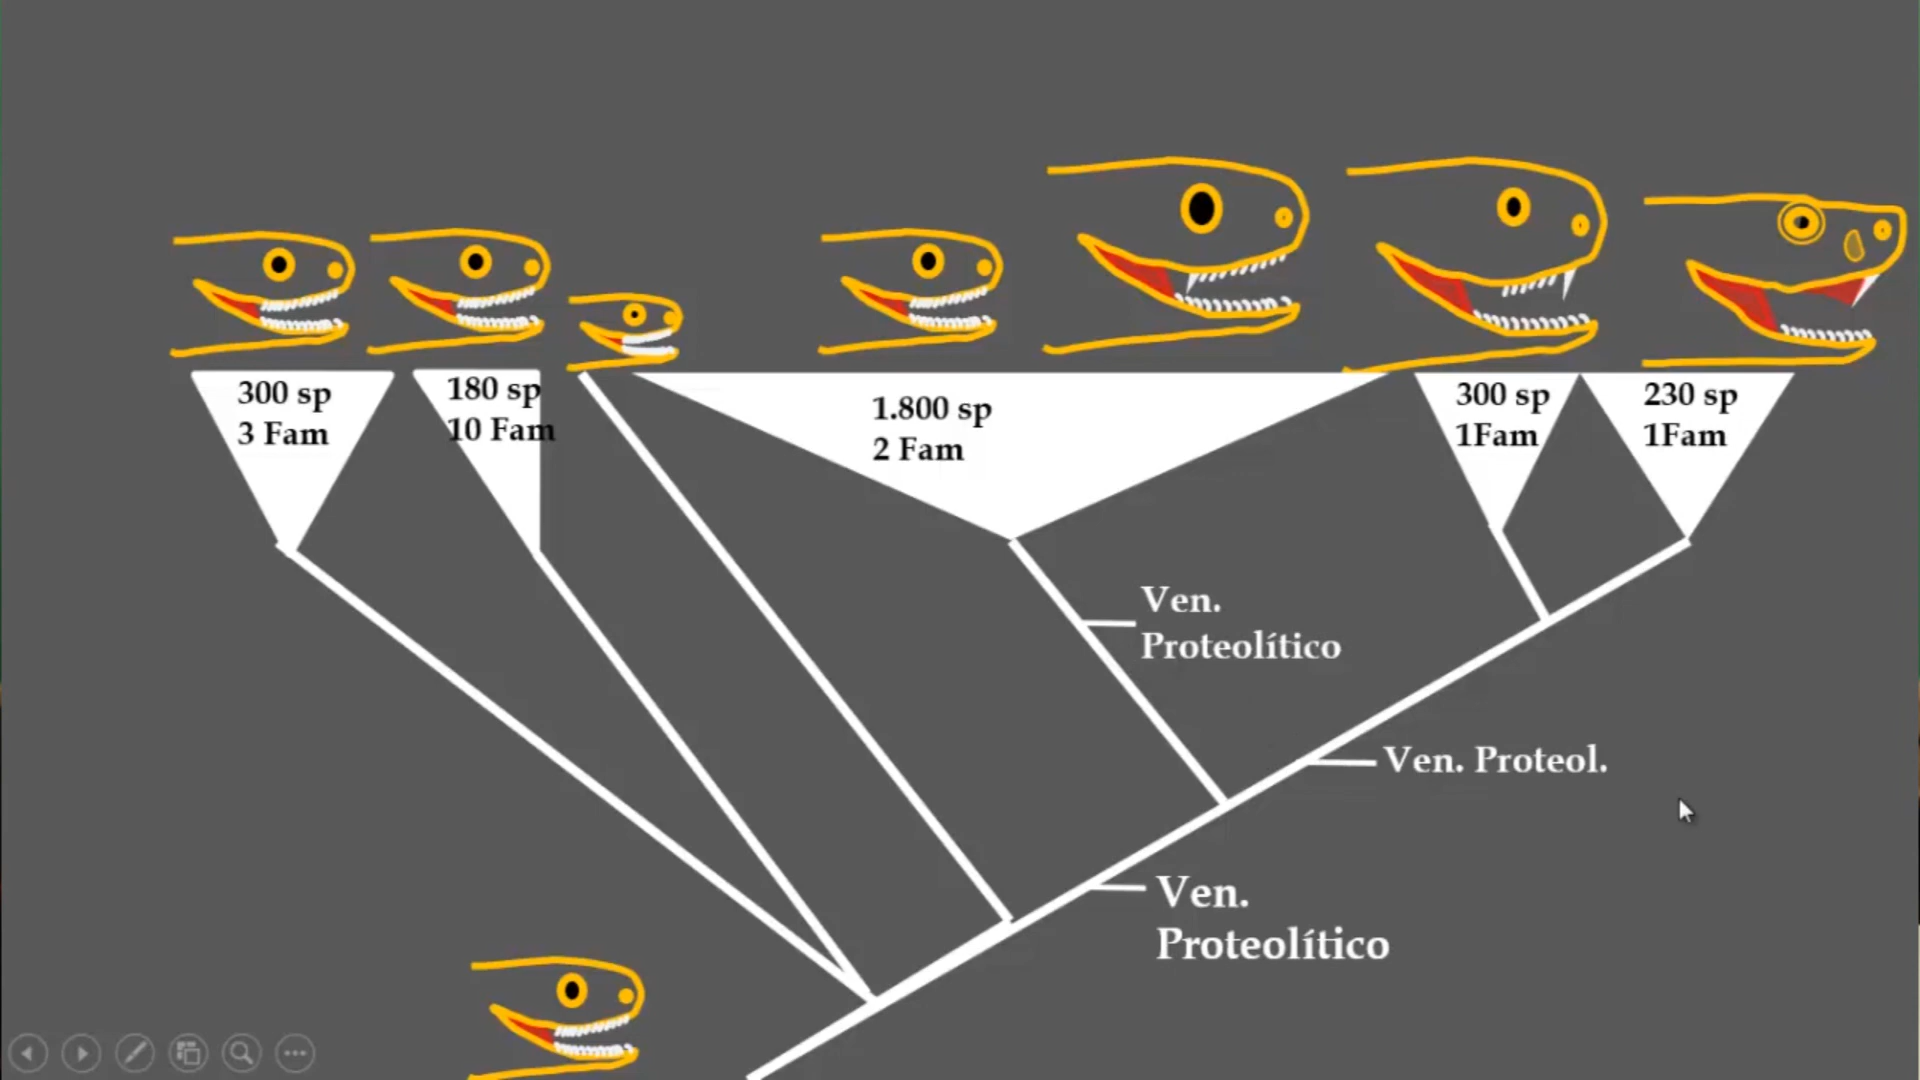 300 sp
3 Fam
180 sp
10 Fam
1.800 sp
2 Fam
300 sp
1Fam
230 sp
1Fam
Ven.
Proteolítico
Ven. Proteol.
Ven.
Proteolítico